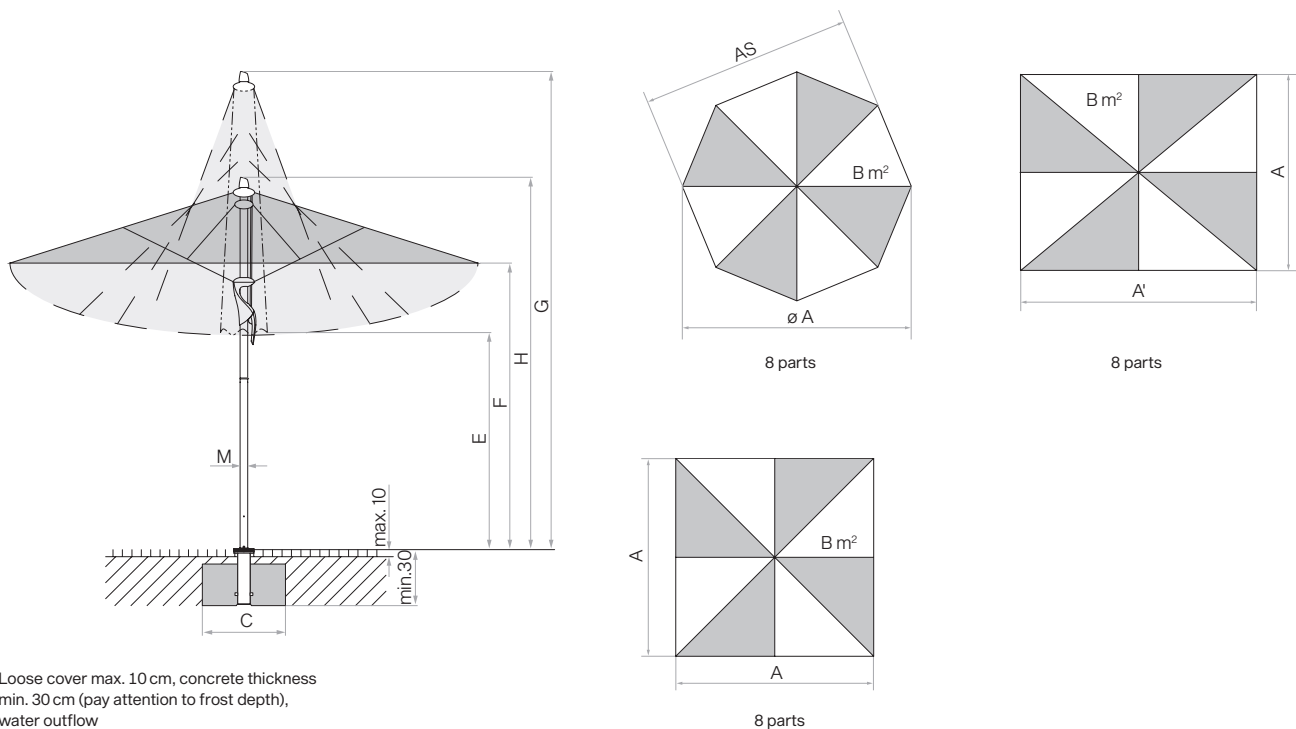 AS
B m²
ø A
8 parts
B m²
A
A'
8 parts
G
H
F
E
M
max. 10
min.30
C
A
B m²
A
8 parts
Loose cover max. 10 cm, concrete thickness
min. 30 cm (pay attention to frost depth),
water outflow